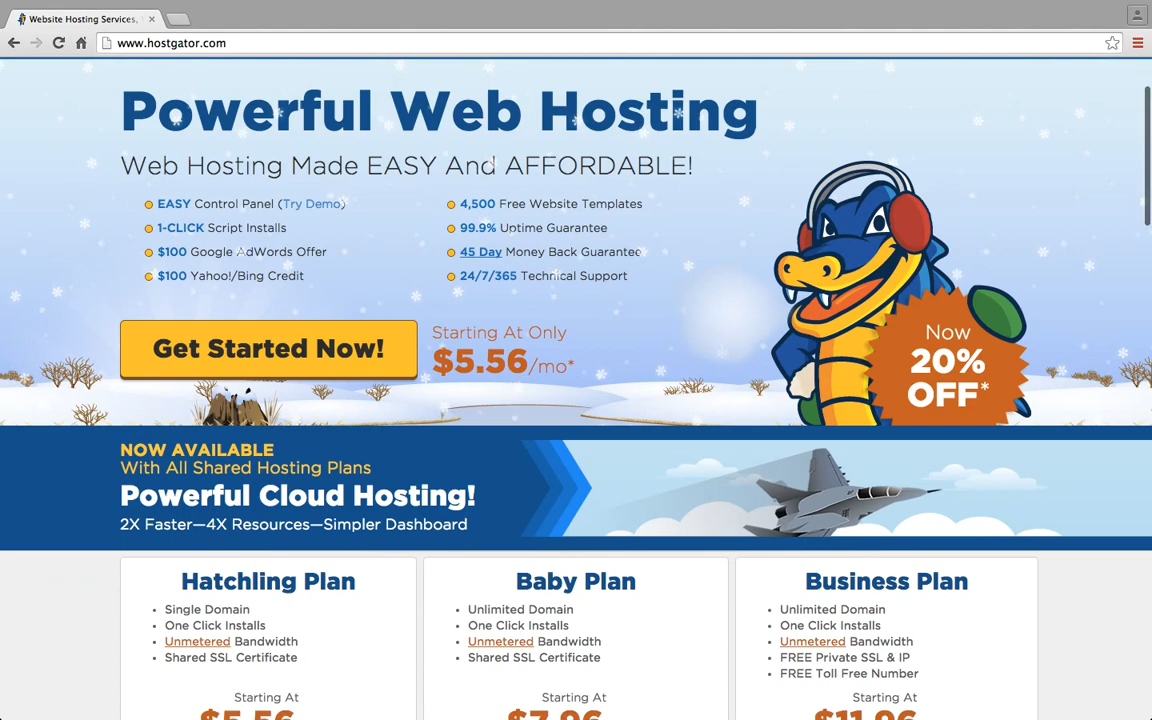 Website Hosting Services,
www.hostgator.com
Powerful Web Hosting
Web Hosting Made EASY And AFFORDABLE!
EASY Control Panel (Try Demo)
1-CLICK Script Installs
$100 Google AdWords Offer
$100 Yahoo!/Bing Credit
4,500 Free Website Templates
99.9% Uptime Guarantee
45 Day Money Back Guarantee
24/7/365 Technical Support
Get Started Now!
Starting At Only
$5.56/mo*
Now
20%
OFF*
NOW AVAILABLE
With All Shared Hosting Plans
Powerful Cloud Hosting!
2X Faster—4X Resources—Simpler Dashboard
Hatchling Plan
Single Domain
One Click Installs
Unmetered Bandwidth
Shared SSL Certificate
Starting At
$5.56
Baby Plan
Unlimited Domain
One Click Installs
Unmetered Bandwidth
Shared SSL Certificate
Starting At
$7.96
Business Plan
Unlimited Domain
One Click Installs
Unmetered Bandwidth
FREE Private SSL & IP
FREE Toll Free Number
Starting At
$11.96